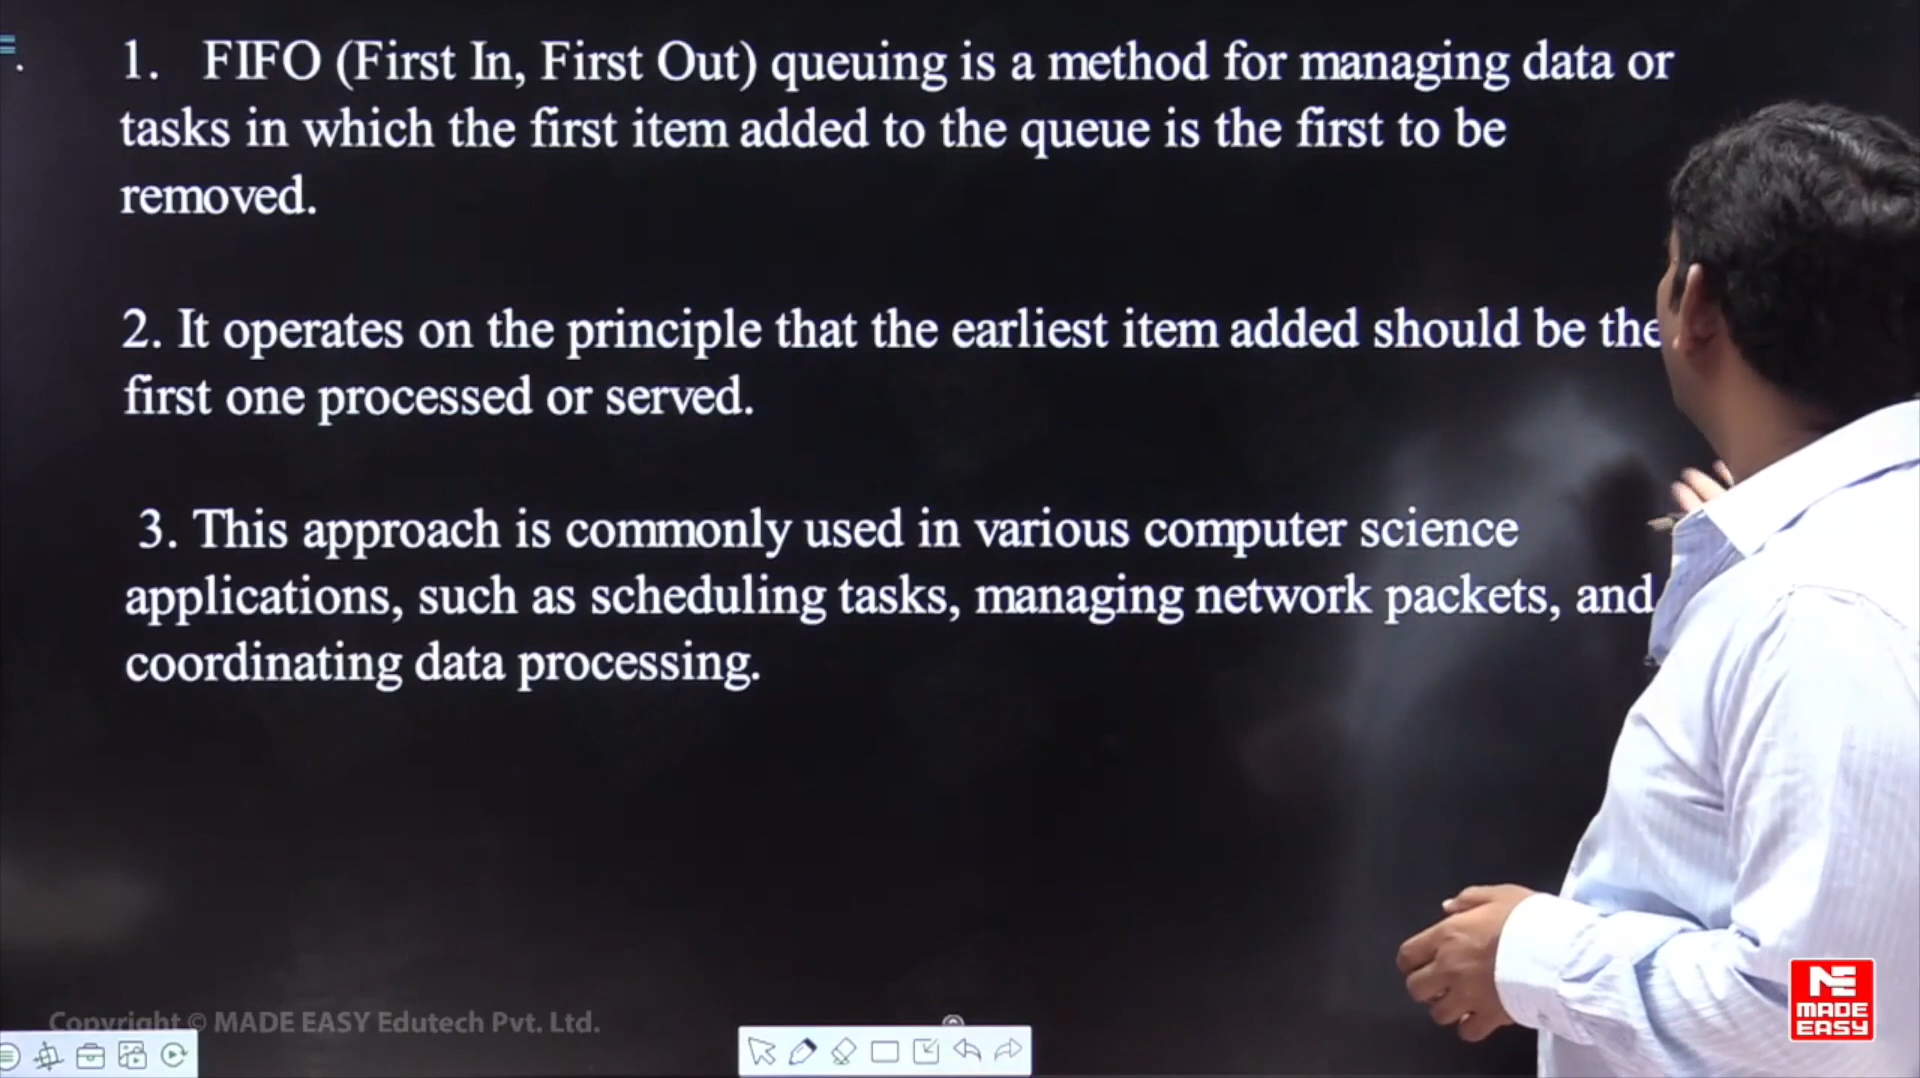 1. FIFO (First In, First Out) queuing is a method for managing data or
tasks in which the first item added to the queue is the first to be
removed.
2. It operates on the principle that the earliest item added should be the
first one processed or served.
3. This approach is commonly used in various computer science
applications, such as scheduling tasks, managing network packets, and
coordinating data processing.
Copyright © MADE EASY Edutech Pvt. Ltd.
ME
MADE
EASY